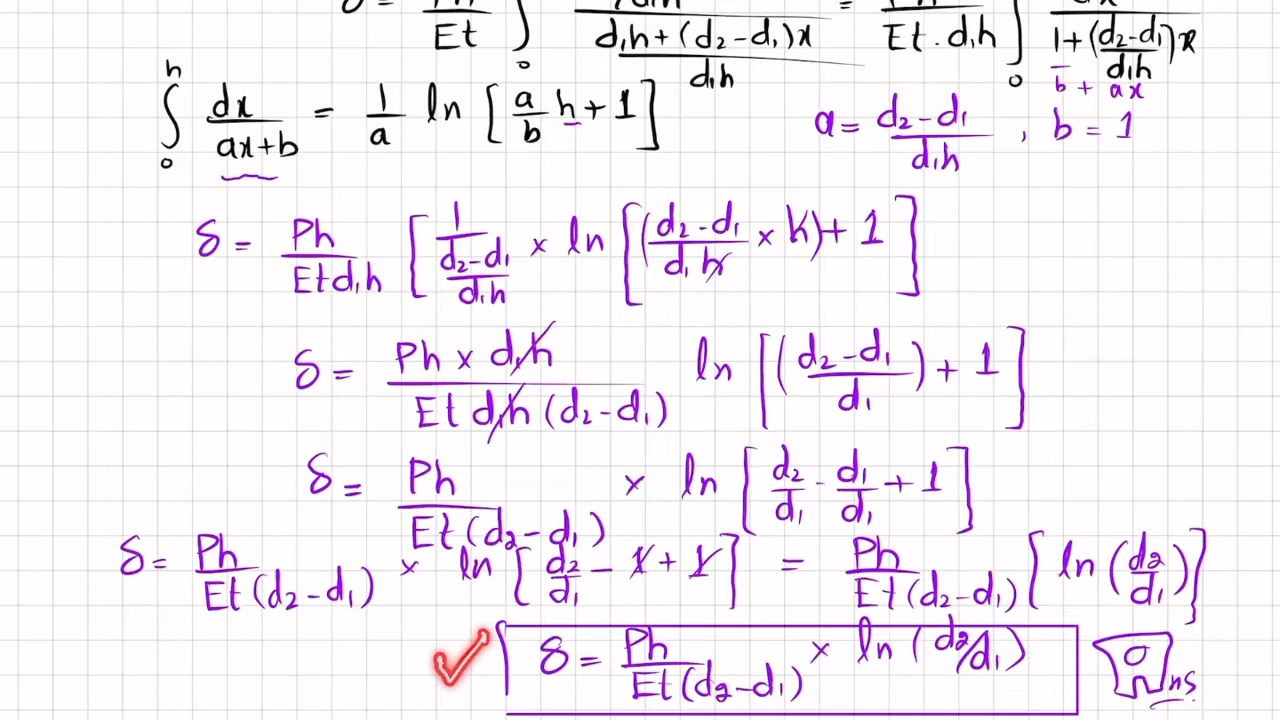 Et ∫₀ d₁h+(d₂-d₁)x / d₁h = Et·d₁h ∫₀ 1+(d₂-d₁ / d₁h)x
b + ax
∫₀ʰ dx / ax+b = 1/a ln [a/b h + 1] a = d₂-d₁ / d₁h , b = 1
δ = Ph / Etd₁h [1 / (d₂-d₁ / d₁h) × ln [(d₂-d₁ / d₁h × h) + 1]
δ = Ph × d₁h / Et d₁h (d₂-d₁) ln [(d₂-d₁ / d₁) + 1]
δ = Ph / Et(d₂-d₁) × ln [d₂/d₁ - d₁/d₁ + 1]
δ = Ph / Et(d₂-d₁) × ln [d₂/d₁ - 1 + 1] = Ph / Et(d₂-d₁) [ln (d₂/d₁)]
δ = Ph / Et(d₂-d₁) × ln (d₂/d₁) ns